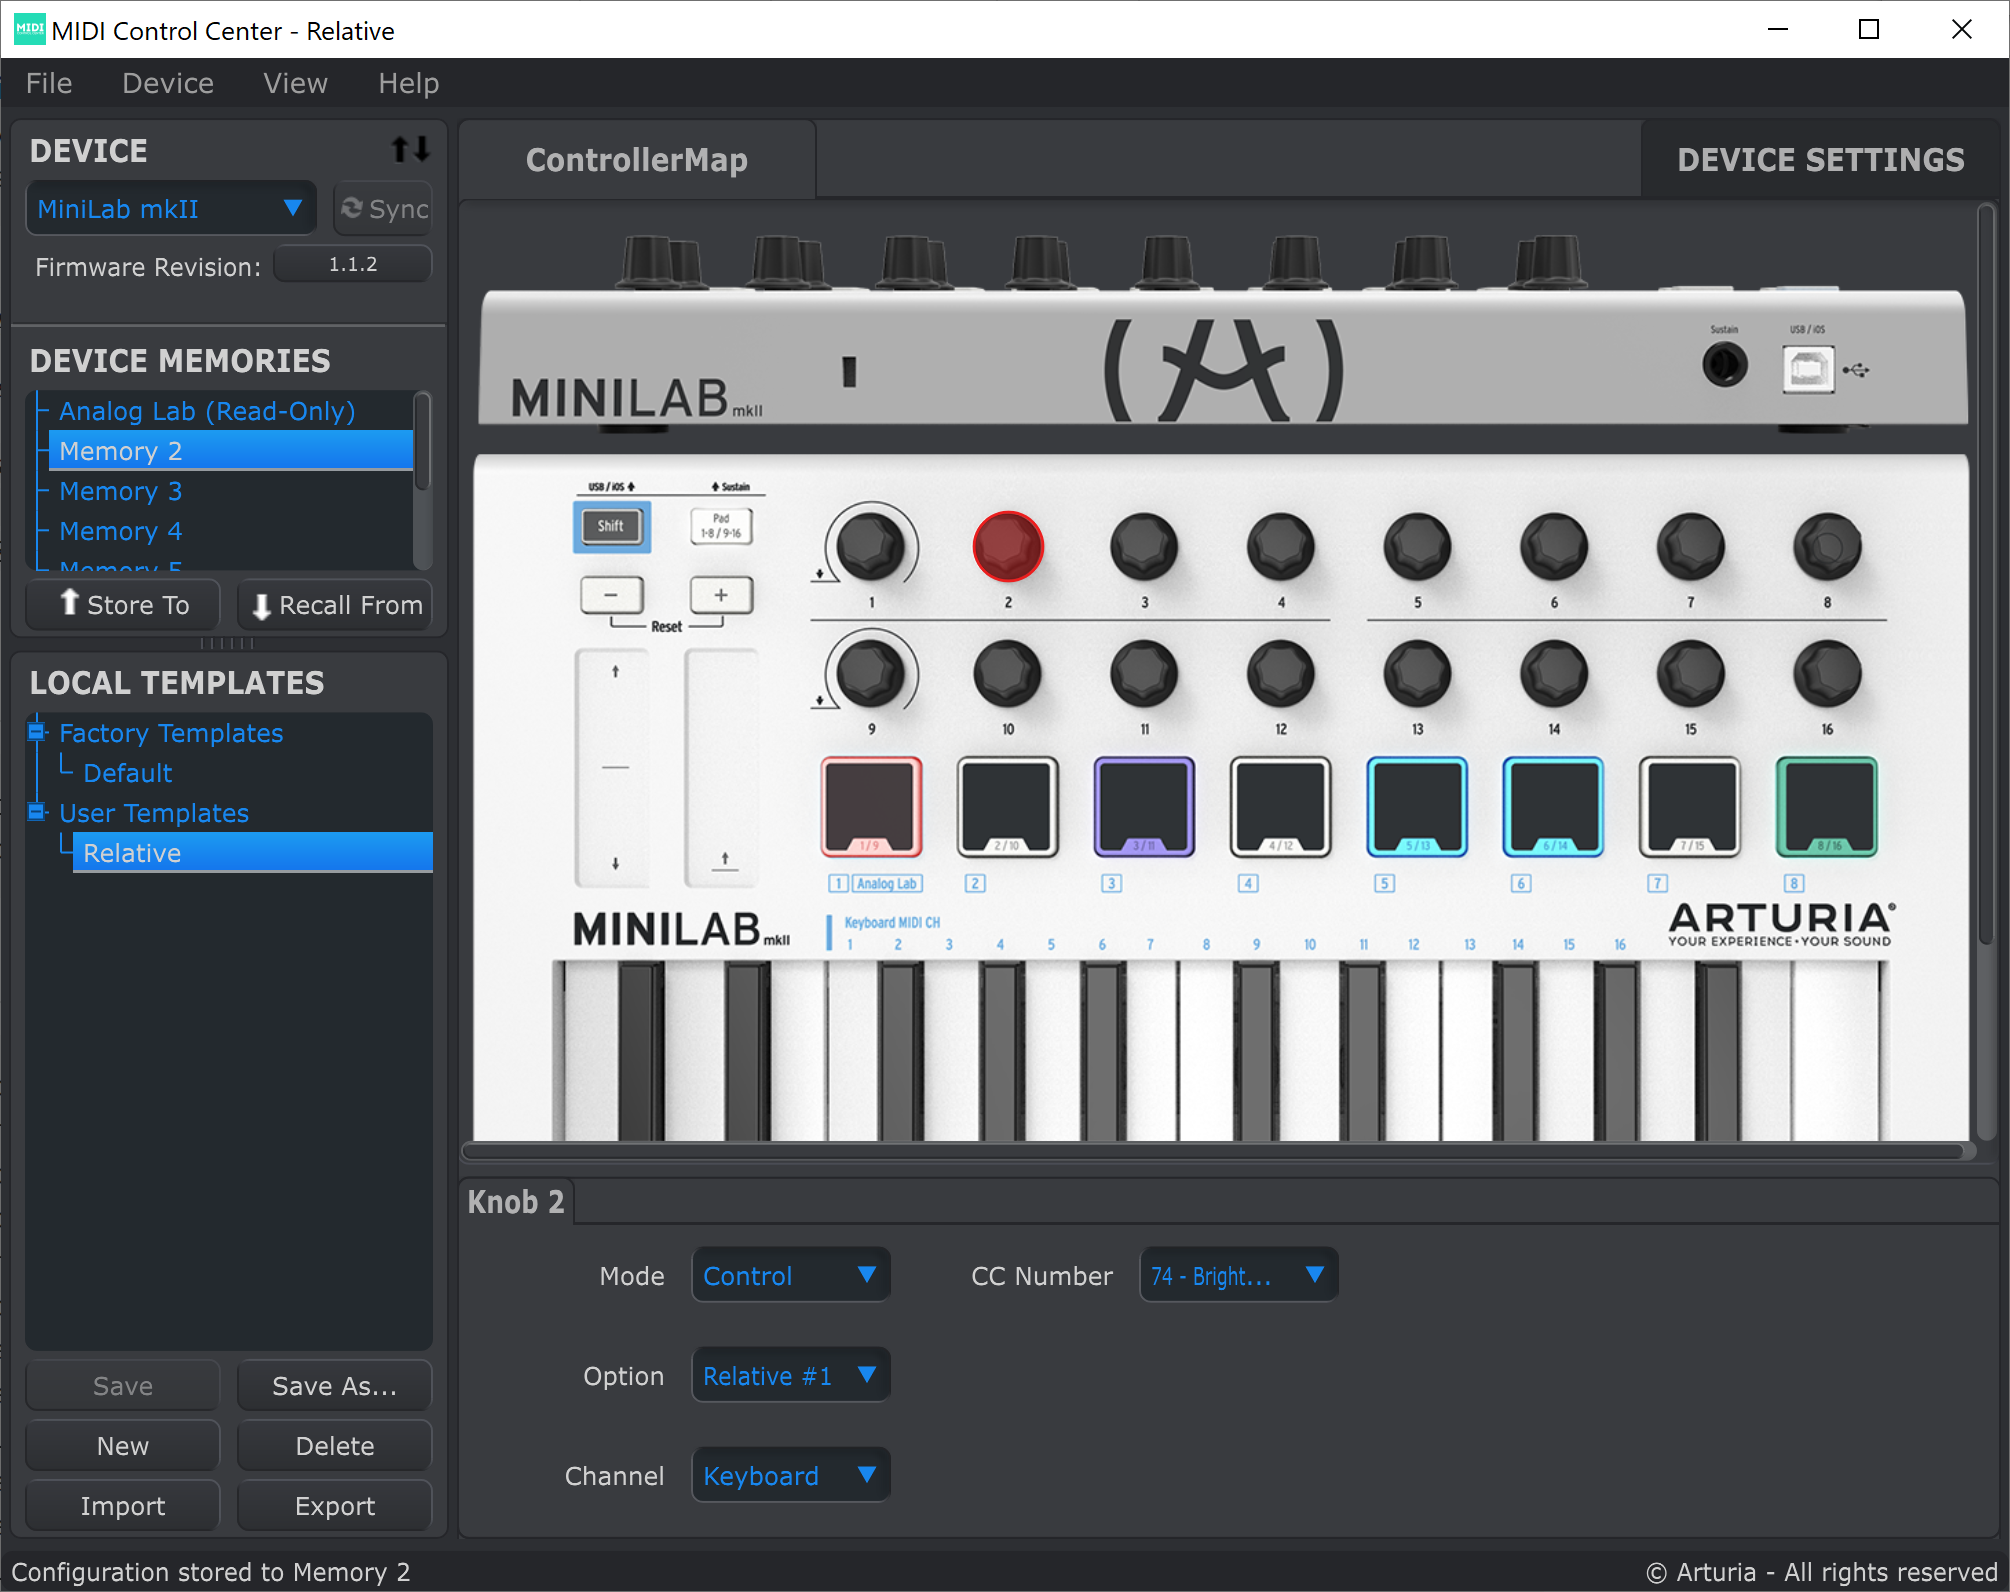 MIDI
MIDI Control Center - Relative
File Device View Help
DEVICE
MiniLab mkII
Sync
Firmware Revision:
1.1.2
DEVICE MEMORIES
Analog Lab (Read-Only)
Memory 2
Memory 3
Memory 4
Memory 5
Store To
Recall From
LOCAL TEMPLATES
Factory Templates
Default
User Templates
Relative
Save
Save As...
New
Delete
Import
Export
ControllerMap
DEVICE SETTINGS
MINILAB mkII
Sustain
USB / iOS
USB / iOS
Sustain
Shift
Pad
1-8 / 9-16
1 2 3 4 5 6 7 8
− +
Reset
9 10 11 12 13 14 15 16
1 / 9 2 / 10 3 / 11 4 / 12 5 / 13 6 / 14 7 / 15 8 / 16
1 Analog Lab 2 3 4 5 6 7 8
MINILAB mkII
Keyboard MIDI CH
1 2 3 4 5 6 7 8 9 10 11 12 13 14 15 16
ARTURIA®
YOUR EXPERIENCE • YOUR SOUND
Knob 2
Mode
Control
CC Number
74 - Bright...
Option
Relative #1
Channel
Keyboard
Configuration stored to Memory 2
© Arturia - All rights reserved